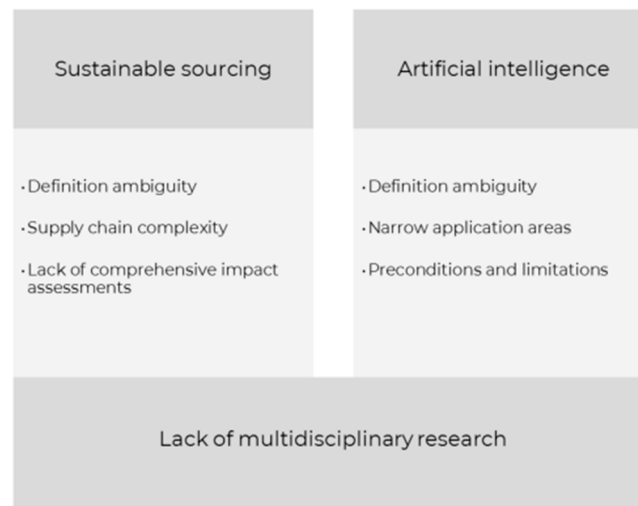 Sustainable sourcing
· Definition ambiguity
· Supply chain complexity
· Lack of comprehensive impact
assessments
Artificial intelligence
· Definition ambiguity
· Narrow application areas
· Preconditions and limitations
Lack of multidisciplinary research